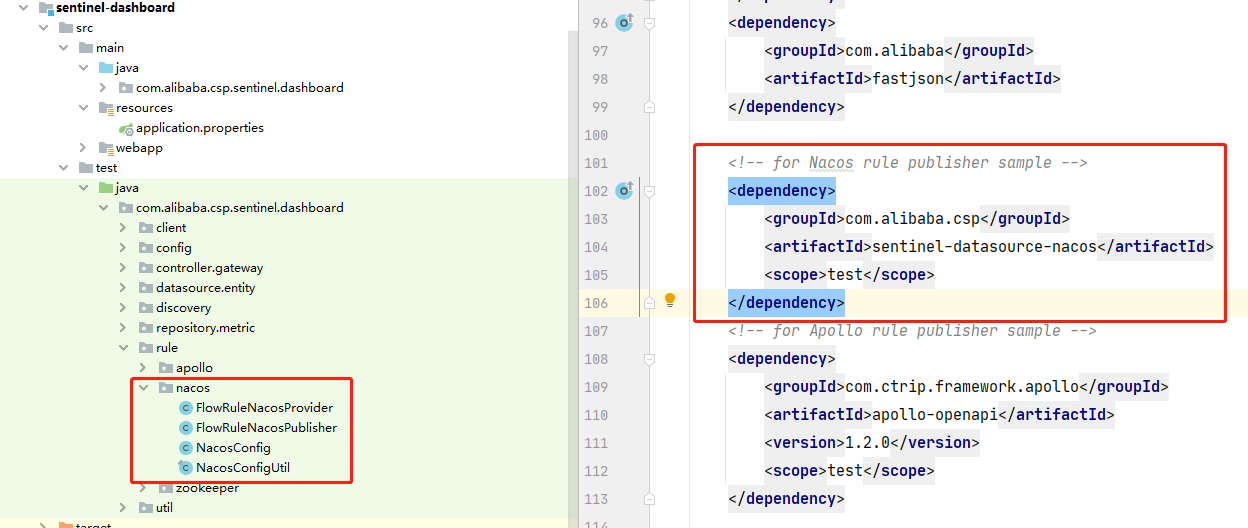 sentinel-dashboard
src
main
java
com.alibaba.csp.sentinel.dashboard
resources
application.properties
webapp
test
java
com.alibaba.csp.sentinel.dashboard
client
config
controller.gateway
datasource.entity
discovery
repository.metric
rule
apollo
nacos
FlowRuleNacosProvider
FlowRuleNacosPublisher
NacosConfig
NacosConfigUtil
zookeeper
util
target
96 <dependency>
97 <groupId>com.alibaba</groupId>
98 <artifactId>fastjson</artifactId>
99 </dependency>
100
101 <!-- for Nacos rule publisher sample -->
102 <dependency>
103 <groupId>com.alibaba.csp</groupId>
104 <artifactId>sentinel-datasource-nacos</artifactId>
105 <scope>test</scope>
106 </dependency>
107 <!-- for Apollo rule publisher sample -->
108 <dependency>
109 <groupId>com.ctrip.framework.apollo</groupId>
110 <artifactId>apollo-openapi</artifactId>
111 <version>1.2.0</version>
112 <scope>test</scope>
113 </dependency>
114